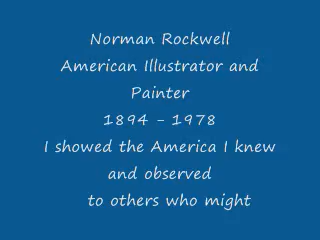 Norman Rockwell
American Illustrator and
Painter
1894 - 1978
I showed the America I knew
and observed
to others who might